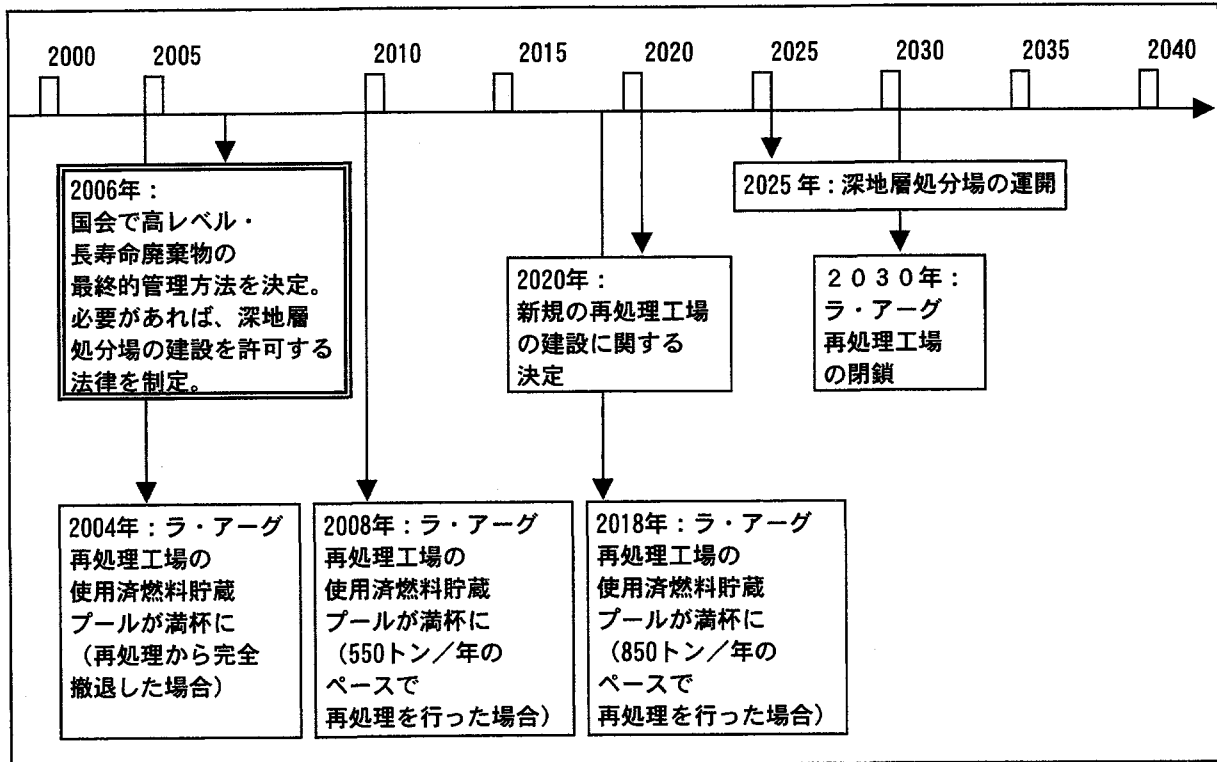 2000 2005 2010 2015 2020 2025 2030 2035 2040
2006年：
国会で高レベル・
長寿命廃棄物の
最終的管理方法を決定。
必要があれば、深地層
処分場の建設を許可する
法律を制定。
2025年：深地層処分場の運開
2020年：
新規の再処理工場
の建設に関する
決定
２０３０年：
ラ・アーグ
再処理工場
の閉鎖
2004年：ラ・アーグ
再処理工場の
使用済燃料貯蔵
プールが満杯に
（再処理から完全
撤退した場合）
2008年：ラ・アーグ
再処理工場の
使用済燃料貯蔵
プールが満杯に
（550トン／年の
ペースで
再処理を行った場合）
2018年：ラ・アーグ
再処理工場の
使用済燃料貯蔵
プールが満杯に
（850トン／年の
ペースで
再処理を行った場合）